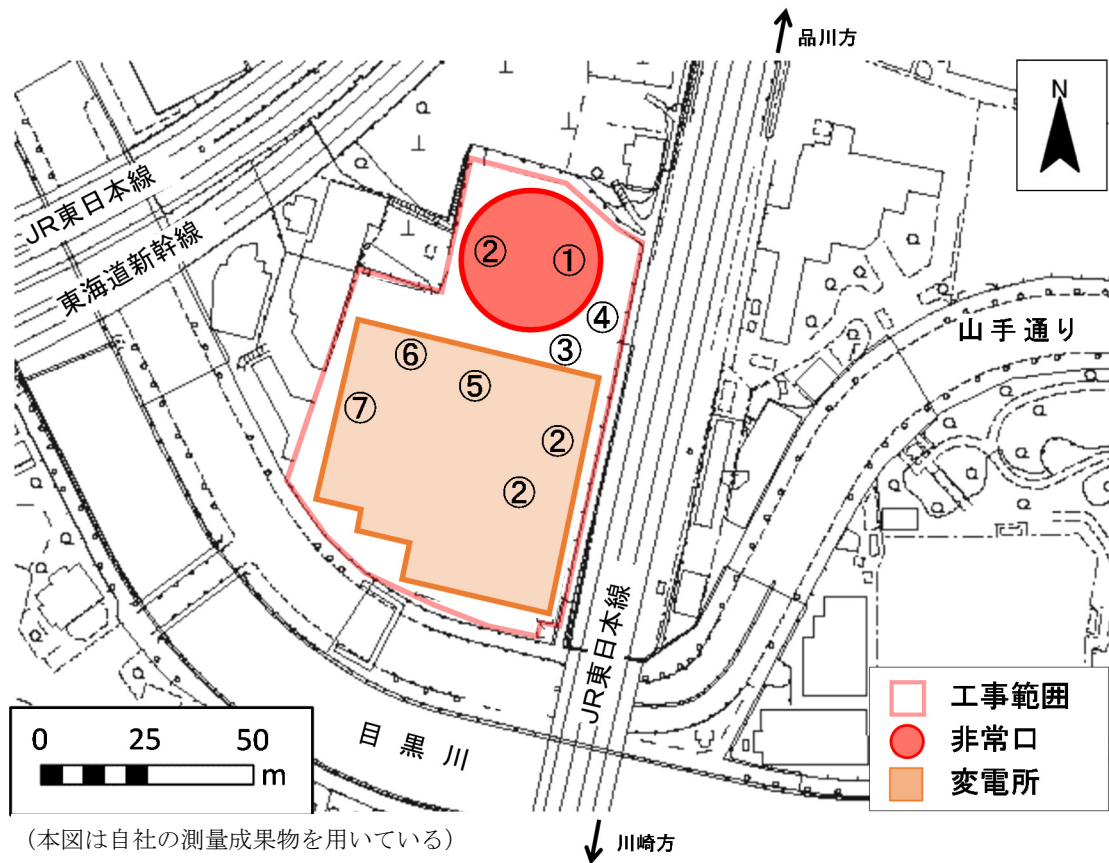 品川方
N
JR東日本線
東海道新幹線
② ①
④
③
山手通り
⑥
⑤
⑦
②
②
JR東日本線
目黒川
工事範囲
非常口
変電所
0 25 50
m
(本図は自社の測量成果物を用いている)
川崎方